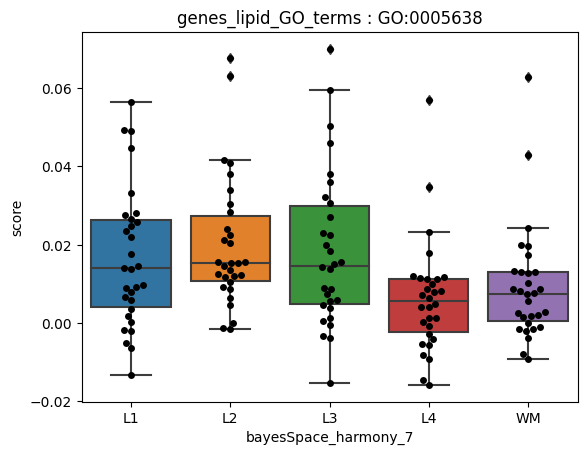 genes_lipid_GO_terms : GO:0005638
score
0.06
0.04
0.02
0.00
−0.02
L1 L2 L3 L4 WM
bayesSpace_harmony_7